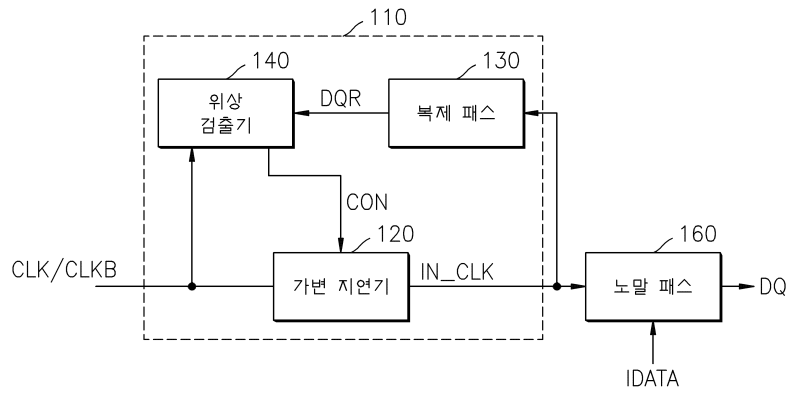 110
140
130
위상
검출기
DQR
복제 패스
CON
120
160
CLK/CLKB
가변 지연기
IN_CLK
노말 패스
DQ
IDATA